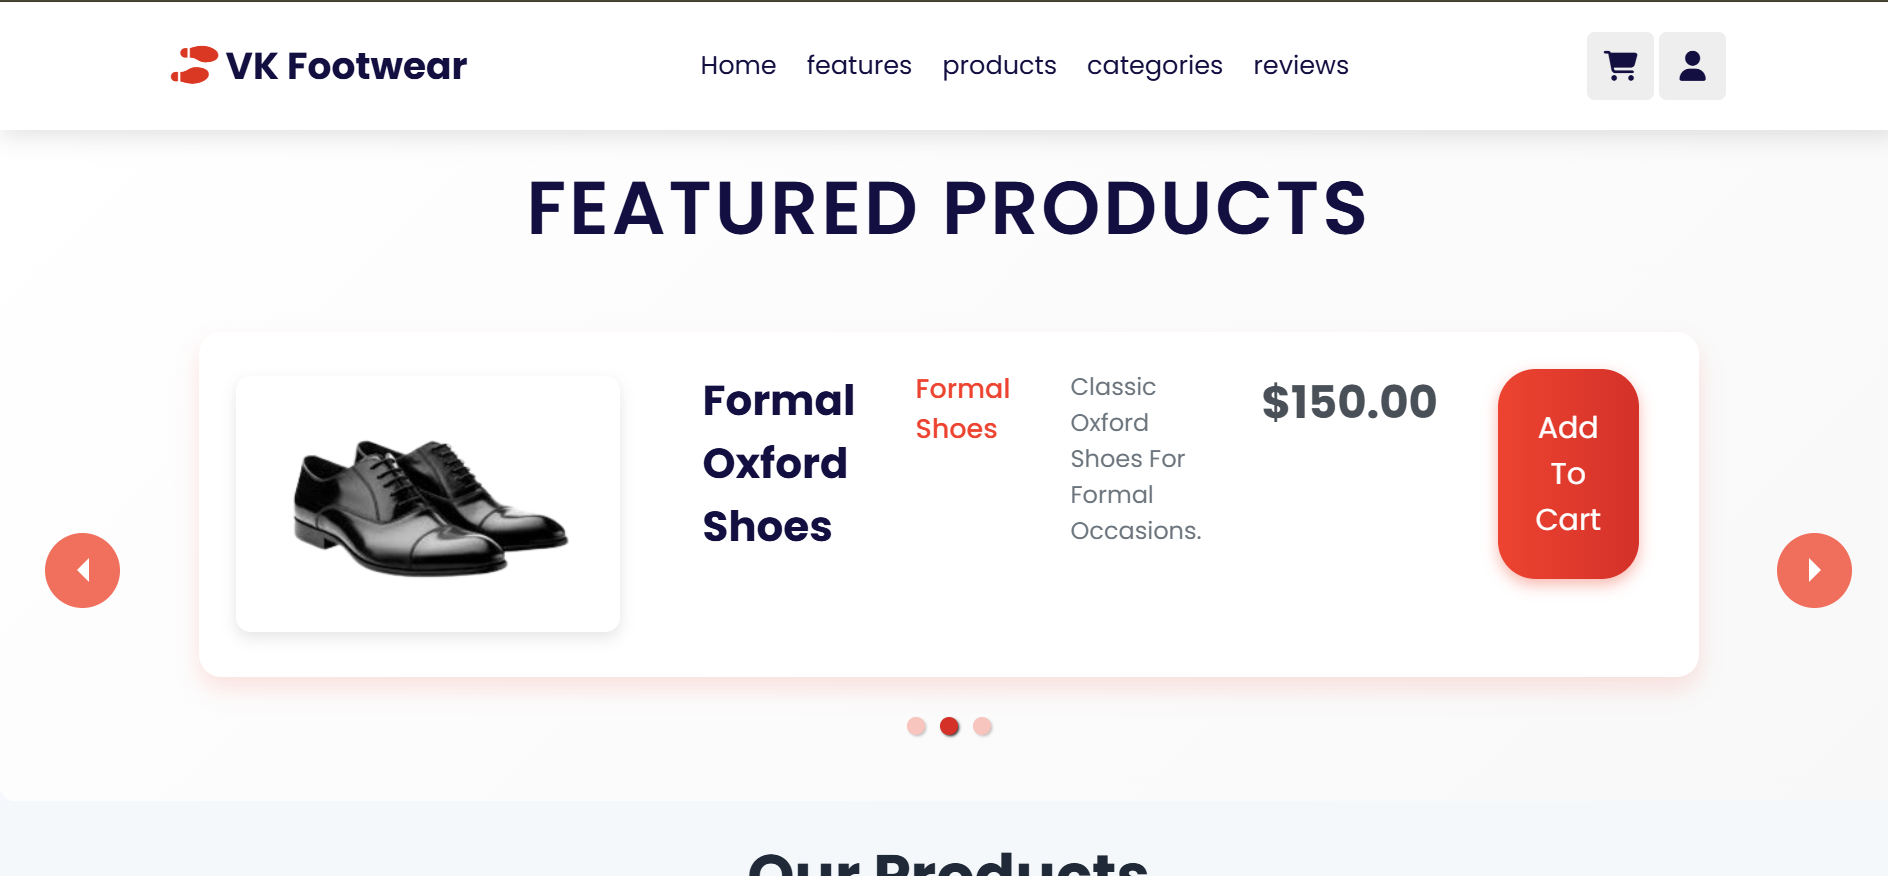 VK Footwear
Home features products categories reviews
FEATURED PRODUCTS
Formal
Oxford
Shoes
Formal
Shoes
Classic
Oxford
Shoes For
Formal
Occasions.
$150.00
Add
To
Cart
Our Products